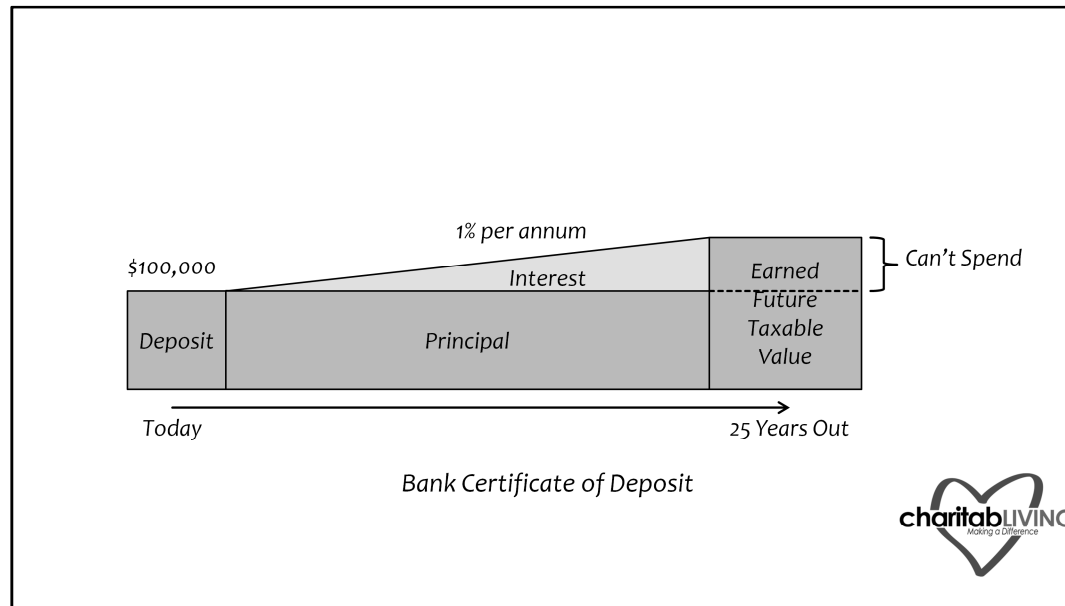 1% per annum
$100,000
Interest
Earned
Can't Spend
Future
Deposit
Principal
Taxable
Value
Today
25 Years Out
Bank Certificate of Deposit
charitabLIVING
Making a Difference